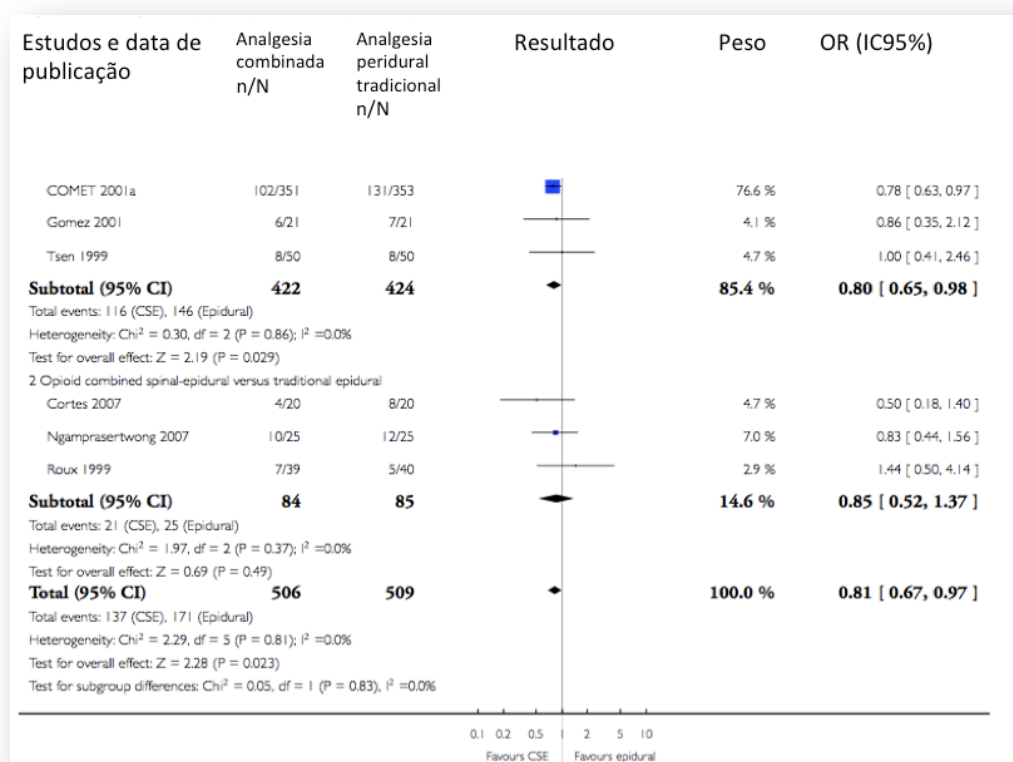 Estudos e data de publicação Analgesia combinada n/N Analgesia peridural tradicional n/N Resultado Peso OR (IC95%)
COMET 2001a 102/351 131/353 76.6 % 0.78 [ 0.63, 0.97 ]
Gomez 2001 6/21 7/21 4.1 % 0.86 [ 0.35, 2.12 ]
Tsen 1999 8/50 8/50 4.7 % 1.00 [ 0.41, 2.46 ]
Subtotal (95% CI) 422 424 85.4 % 0.80 [ 0.65, 0.98 ]
Total events: 116 (CSE), 146 (Epidural)
Heterogeneity: Chi² = 0.30, df = 2 (P = 0.86); I² =0.0%
Test for overall effect: Z = 2.19 (P = 0.029)
2 Opioid combined spinal-epidural versus traditional epidural
Cortes 2007 4/20 8/20 4.7 % 0.50 [ 0.18, 1.40 ]
Ngamprasertwong 2007 10/25 12/25 7.0 % 0.83 [ 0.44, 1.56 ]
Roux 1999 7/39 5/40 2.9 % 1.44 [ 0.50, 4.14 ]
Subtotal (95% CI) 84 85 14.6 % 0.85 [ 0.52, 1.37 ]
Total events: 21 (CSE), 25 (Epidural)
Heterogeneity: Chi² = 1.97, df = 2 (P = 0.37); I² =0.0%
Test for overall effect: Z = 0.69 (P = 0.49)
Total (95% CI) 506 509 100.0 % 0.81 [ 0.67, 0.97 ]
Total events: 137 (CSE), 171 (Epidural)
Heterogeneity: Chi² = 2.29, df = 5 (P = 0.81); I² =0.0%
Test for overall effect: Z = 2.28 (P = 0.023)
Test for subgroup differences: Chi² = 0.05, df = 1 (P = 0.83), I² =0.0%
0.1 0.2 0.5 1 2 5 10
Favours CSE Favours epidural